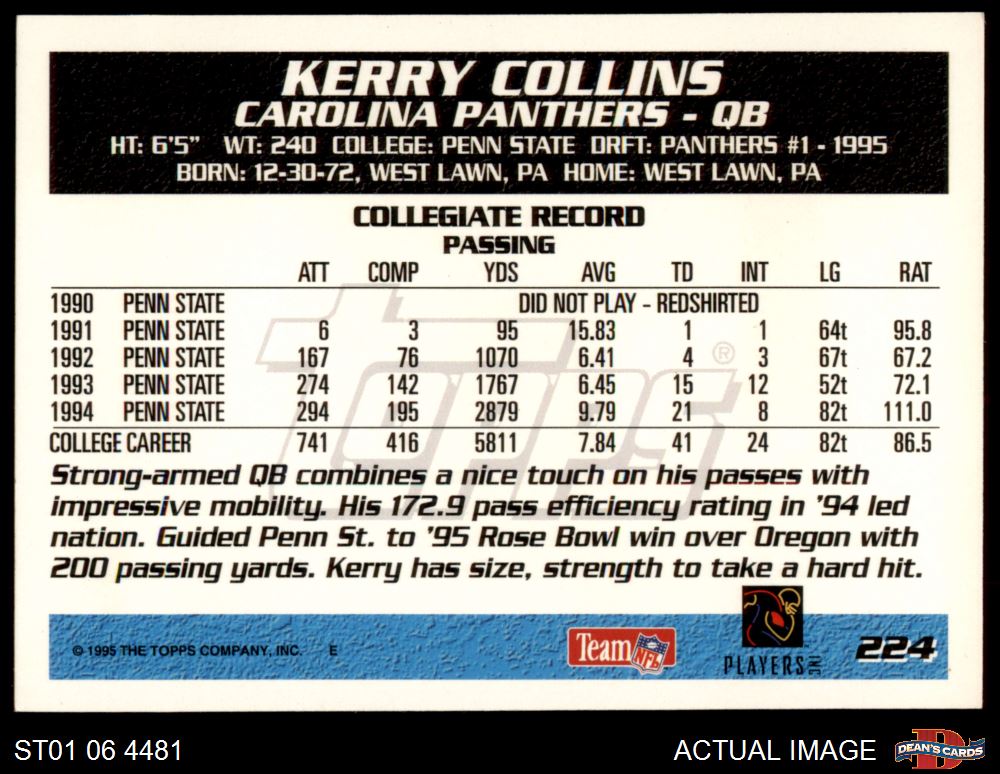 KERRY COLLINS
CAROLINA PANTHERS - QB
HT: 6'5" WT: 240 COLLEGE: PENN STATE DRFT: PANTHERS #1 - 1995
BORN: 12-30-72, WEST LAWN, PA HOME: WEST LAWN, PA
COLLEGIATE RECORD
PASSING
ATT COMP YDS AVG TD INT LG RAT
1990 PENN STATE DID NOT PLAY - REDSHIRTED
1991 PENN STATE 6 3 95 15.83 1 1 64t 95.8
1992 PENN STATE 167 76 1070 6.41 4 3 67t 67.2
1993 PENN STATE 274 142 1767 6.45 15 12 52t 72.1
1994 PENN STATE 294 195 2879 9.79 21 8 82t 111.0
COLLEGE CAREER 741 416 5811 7.84 41 24 82t 86.5
TOPPS ®
Strong-armed QB combines a nice touch on his passes with
impressive mobility. His 172.9 pass efficiency rating in '94 led
nation. Guided Penn St. to '95 Rose Bowl win over Oregon with
200 passing yards. Kerry has size, strength to take a hard hit.
© 1995 THE TOPPS COMPANY, INC. E
Team NFL
PLAYERS INC
224
ST01 06 4481
ACTUAL IMAGE
DEAN'S CARDS